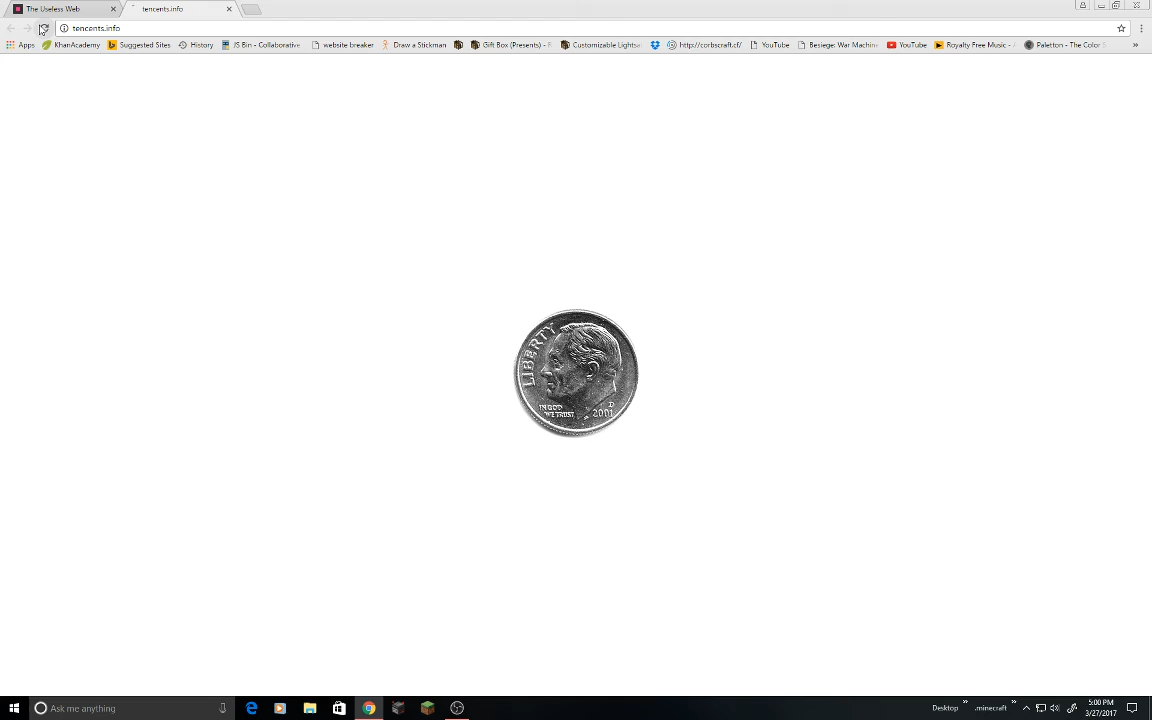 The Useless Web
tencents.info
tencents.info
Apps KhanAcademy Suggested Sites History JS Bin - Collaborative website breaker Draw a Stickman Gift Box (Presents) - F Customizable Lightsa http://corbscraft.cf/ YouTube Besiege: War Machin YouTube Royalty Free Music - Paletton - The Color S »
LIBERTY
IN GOD
WE TRUST
D
2001
Ask me anything
Desktop » .minecraft »
5:00 PM
3/27/2017